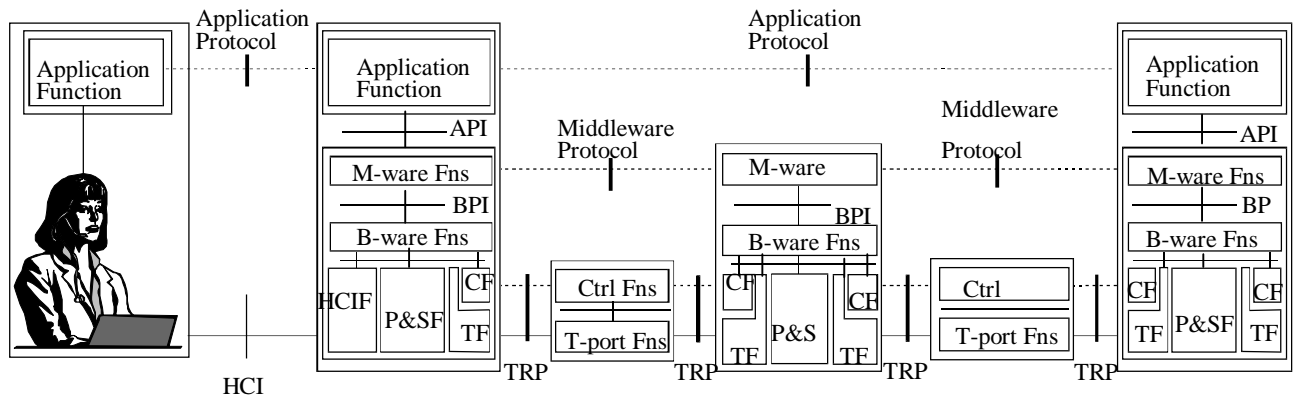 Application
Protocol
Application
Protocol
Application
Function
Application
Function
Application
Function
API
Middleware
Protocol
Middleware
Protocol
API
M-ware Fns
M-ware
M-ware Fns
BPI
BPI
BP
B-ware Fns
B-ware Fns
B-ware Fns
HCIF
P&SF
CF
TF
Ctrl Fns
T-port Fns
CF
TF
P&S
CF
TF
Ctrl
T-port Fns
CF
TF
P&SF
CF
TF
HCI
TRP
TRP
TRP
TRP